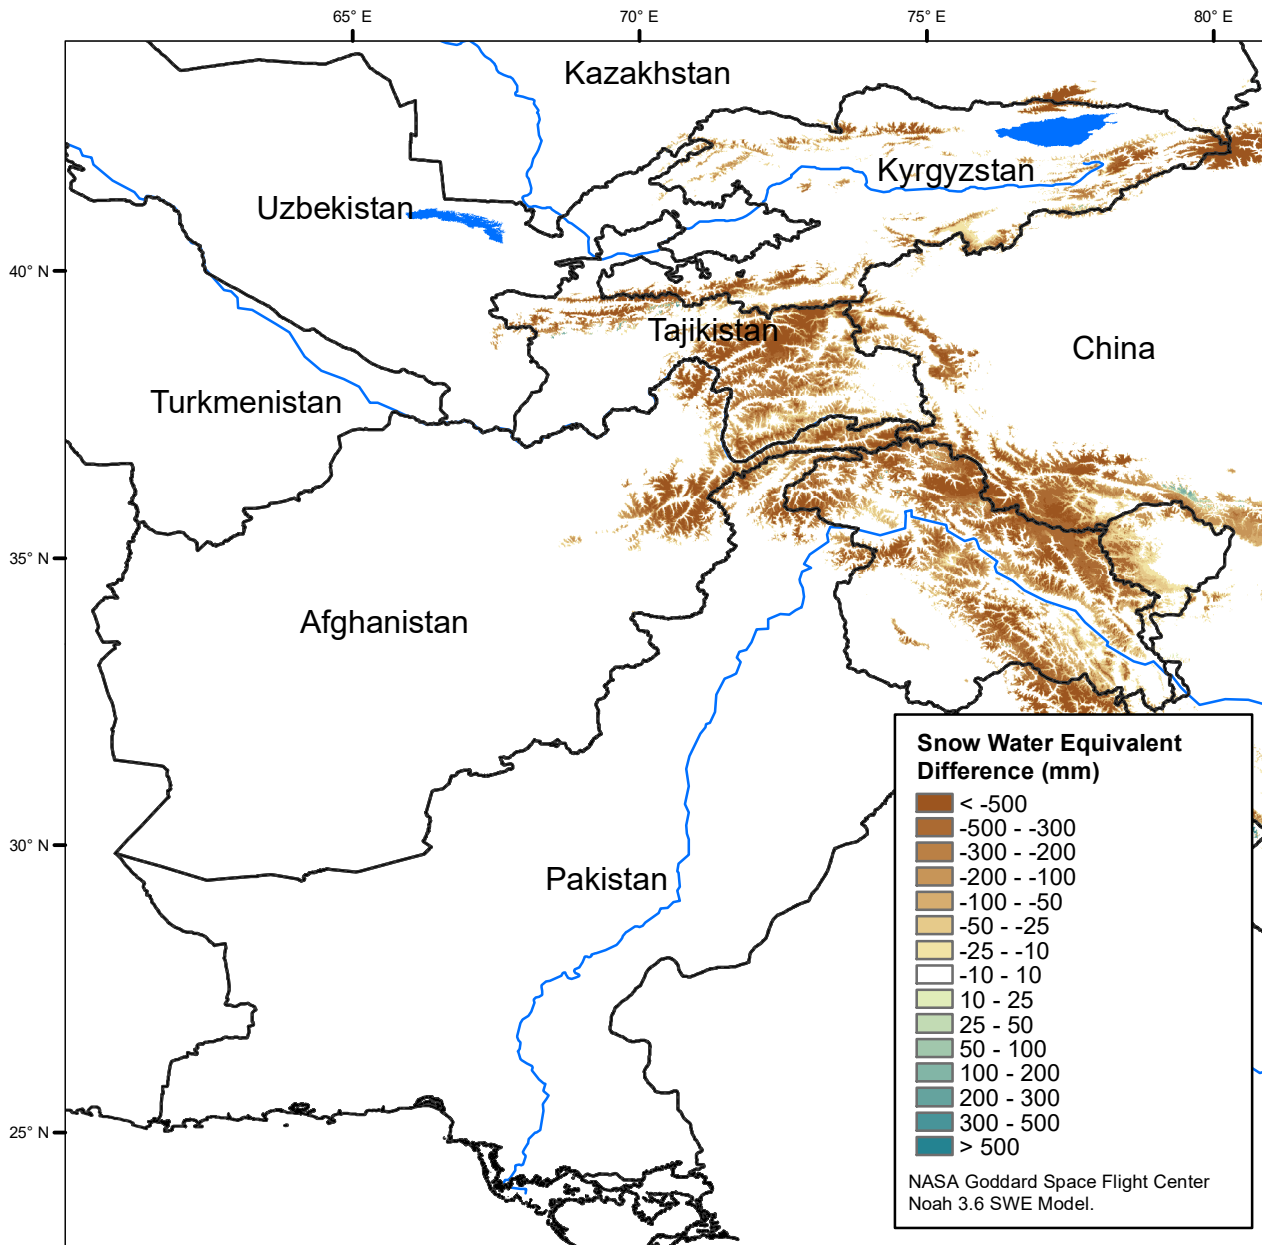 65° E
70° E
75° E
80° E
Kazakhstan
Kyrgyzstan
Uzbekistan
40° N
Tajikistan
China
Turkmenistan
35° N
Afghanistan
30° N
Pakistan
25° N
Snow Water Equivalent
Difference (mm)
< -500
-500 - -300
-300 - -200
-200 - -100
-100 - -50
-50 - -25
-25 - -10
-10 - 10
10 - 25
25 - 50
50 - 100
100 - 200
200 - 300
300 - 500
> 500
NASA Goddard Space Flight Center
Noah 3.6 SWE Model.